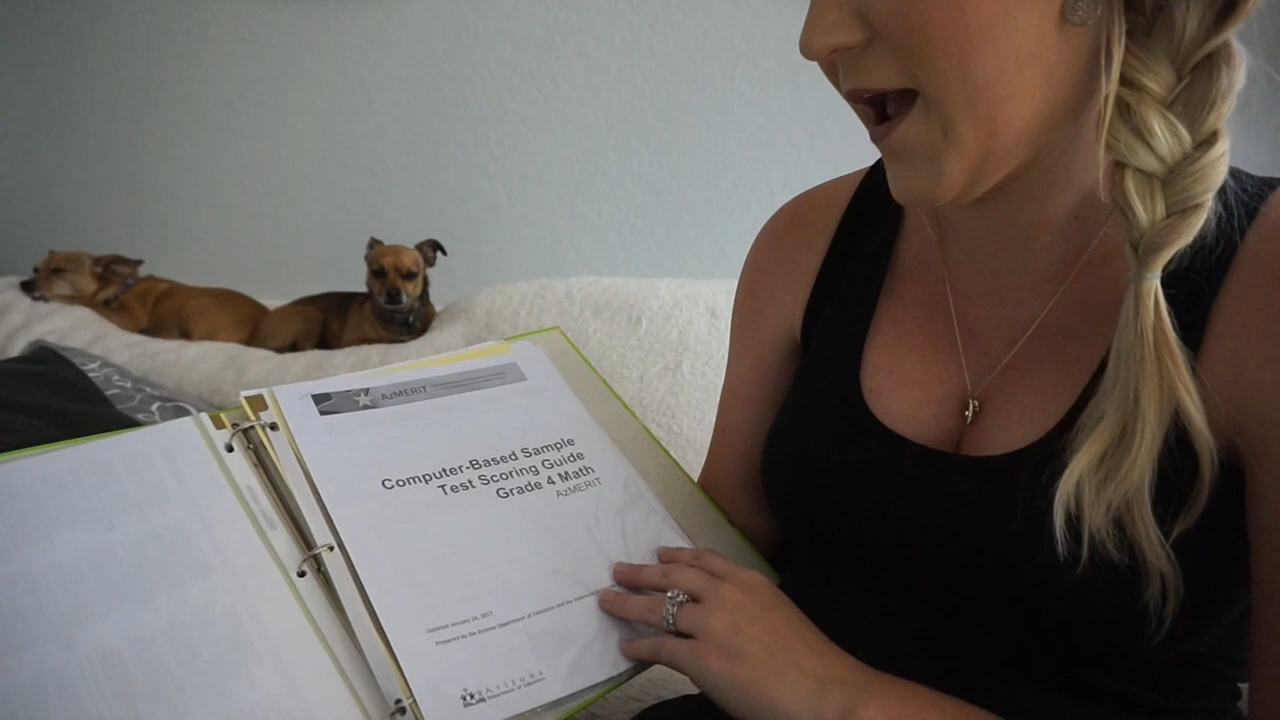 AzMERIT
Computer-Based Sample
Test Scoring Guide
Grade 4 Math
AzMERIT
Updated January 14, 2017
Prepared by the Arizona Department of Education and the
Arizona
Department of Education